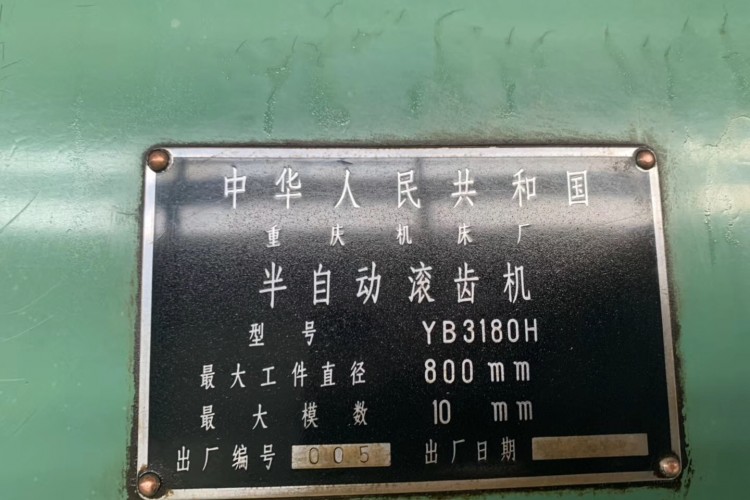 中华人民共和国
重庆机床厂
半自动滚齿机
型号 YB3180H
最大工件直径 800mm
最大模数 10 mm
出厂编号 005 出厂日期